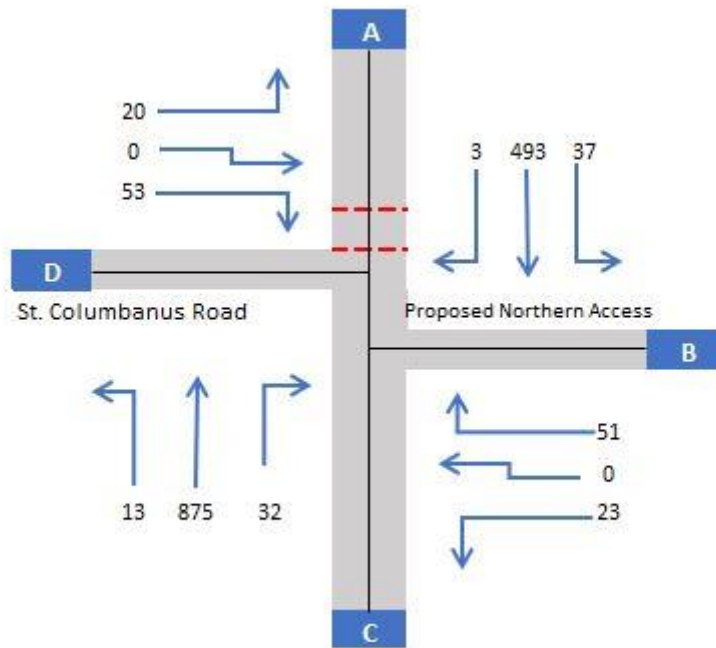 A
20
0
53
3 493 37
D
St. Columbanus Road
Proposed Northern Access
B
13 875 32
51
0
23
C